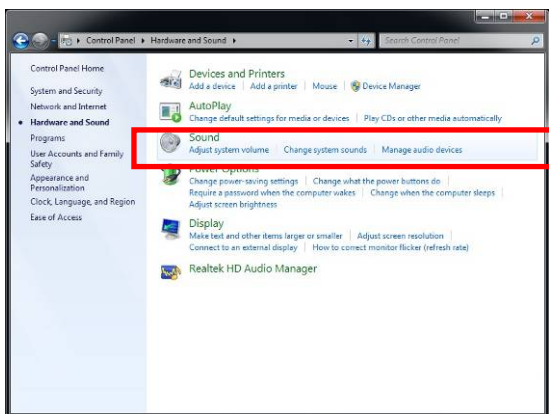 Control Panel ▸ Hardware and Sound ▸
Search Control Panel
Control Panel Home
System and Security
Network and Internet
Hardware and Sound
Programs
User Accounts and Family
Safety
Appearance and
Personalization
Clock, Language, and Region
Ease of Access
Devices and Printers
Add a device | Add a printer | Mouse | Device Manager
AutoPlay
Change default settings for media or devices | Play CDs or other media automatically
Sound
Adjust system volume | Change system sounds | Manage audio devices
Power Options
Change power-saving settings | Change what the power buttons do |
Require a password when the computer wakes | Change when the computer sleeps |
Adjust screen brightness
Display
Make text and other items larger or smaller | Adjust screen resolution |
Connect to an external display | How to correct monitor flicker (refresh rate)
Realtek HD Audio Manager